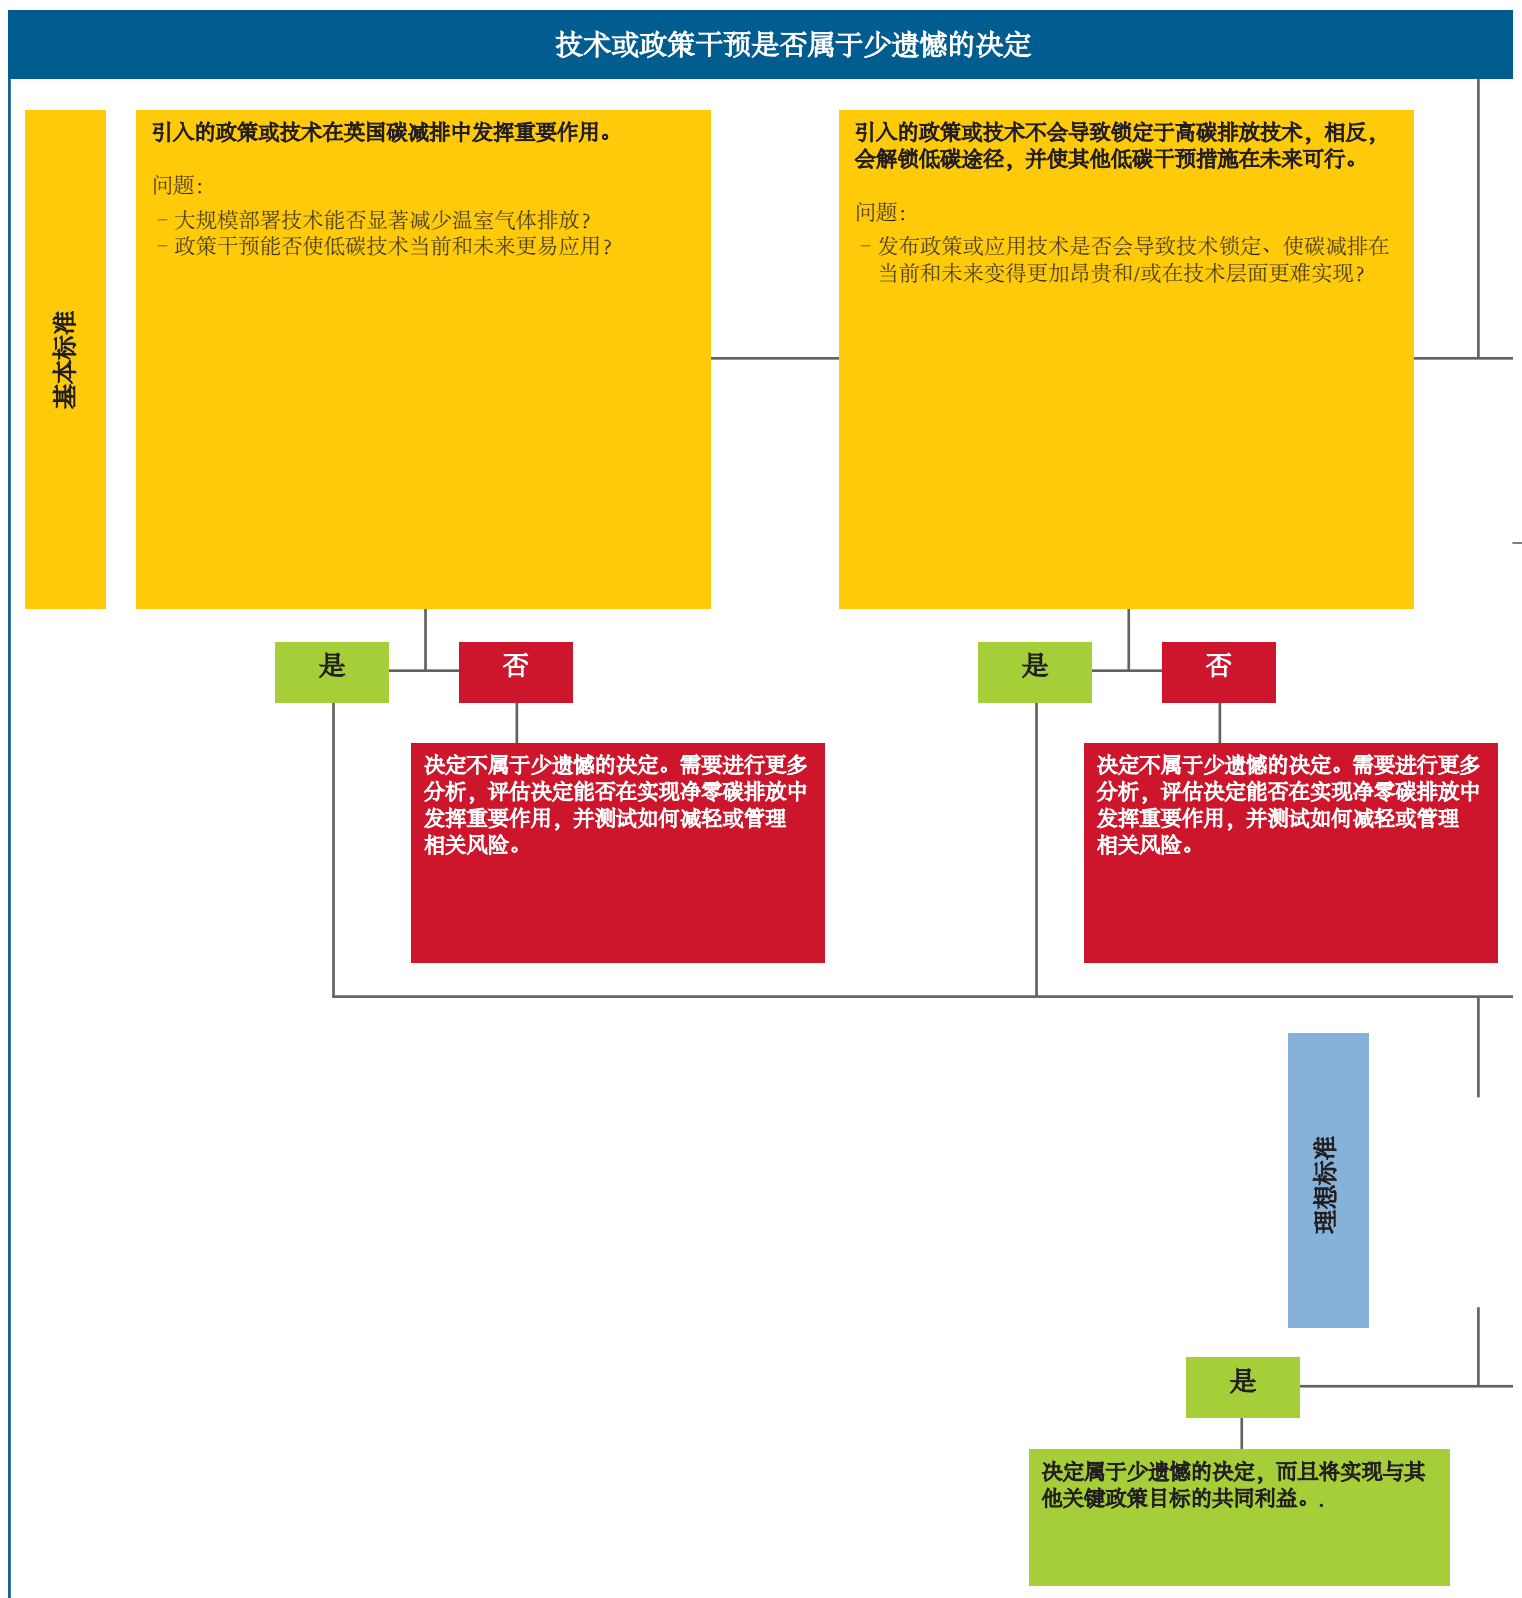 技术或政策干预是否属于少遗憾的决定
基本标准
引入的政策或技术在英国碳减排中发挥重要作用。
问题:
– 大规模部署技术能否显著减少温室气体排放?
– 政策干预能否使低碳技术当前和未来更易应用?
引入的政策或技术不会导致锁定于高碳排放技术，相反，
会解锁低碳途径，并使其他低碳干预措施在未来可行。
问题:
– 发布政策或应用技术是否会导致技术锁定、使碳减排在
当前和未来变得更加昂贵和/或在技术层面更难实现?
是
否
是
否
决定不属于少遗憾的决定。需要进行更多
分析，评估决定能否在实现净零碳排放中
发挥重要作用，并测试如何减轻或管理
相关风险。
决定不属于少遗憾的决定。需要进行更多
分析，评估决定能否在实现净零碳排放中
发挥重要作用，并测试如何减轻或管理
相关风险。
理想标准
是
决定属于少遗憾的决定，而且将实现与其
他关键政策目标的共同利益。.